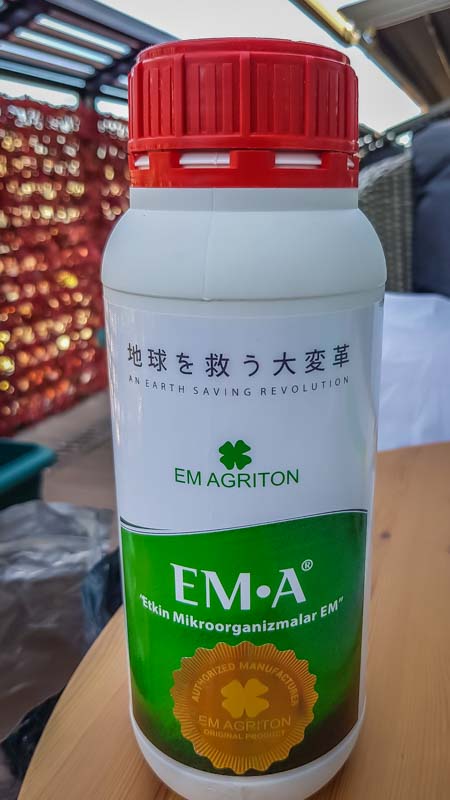 地球を救う大変革
AN EARTH SAVING REVOLUTION
EM AGRITON
EM•A®
"Etkin Mikroorganizmalar EM"
AUTHORIZED MANUFACTURER
EM AGRITON
ORIGINAL PRODUCT